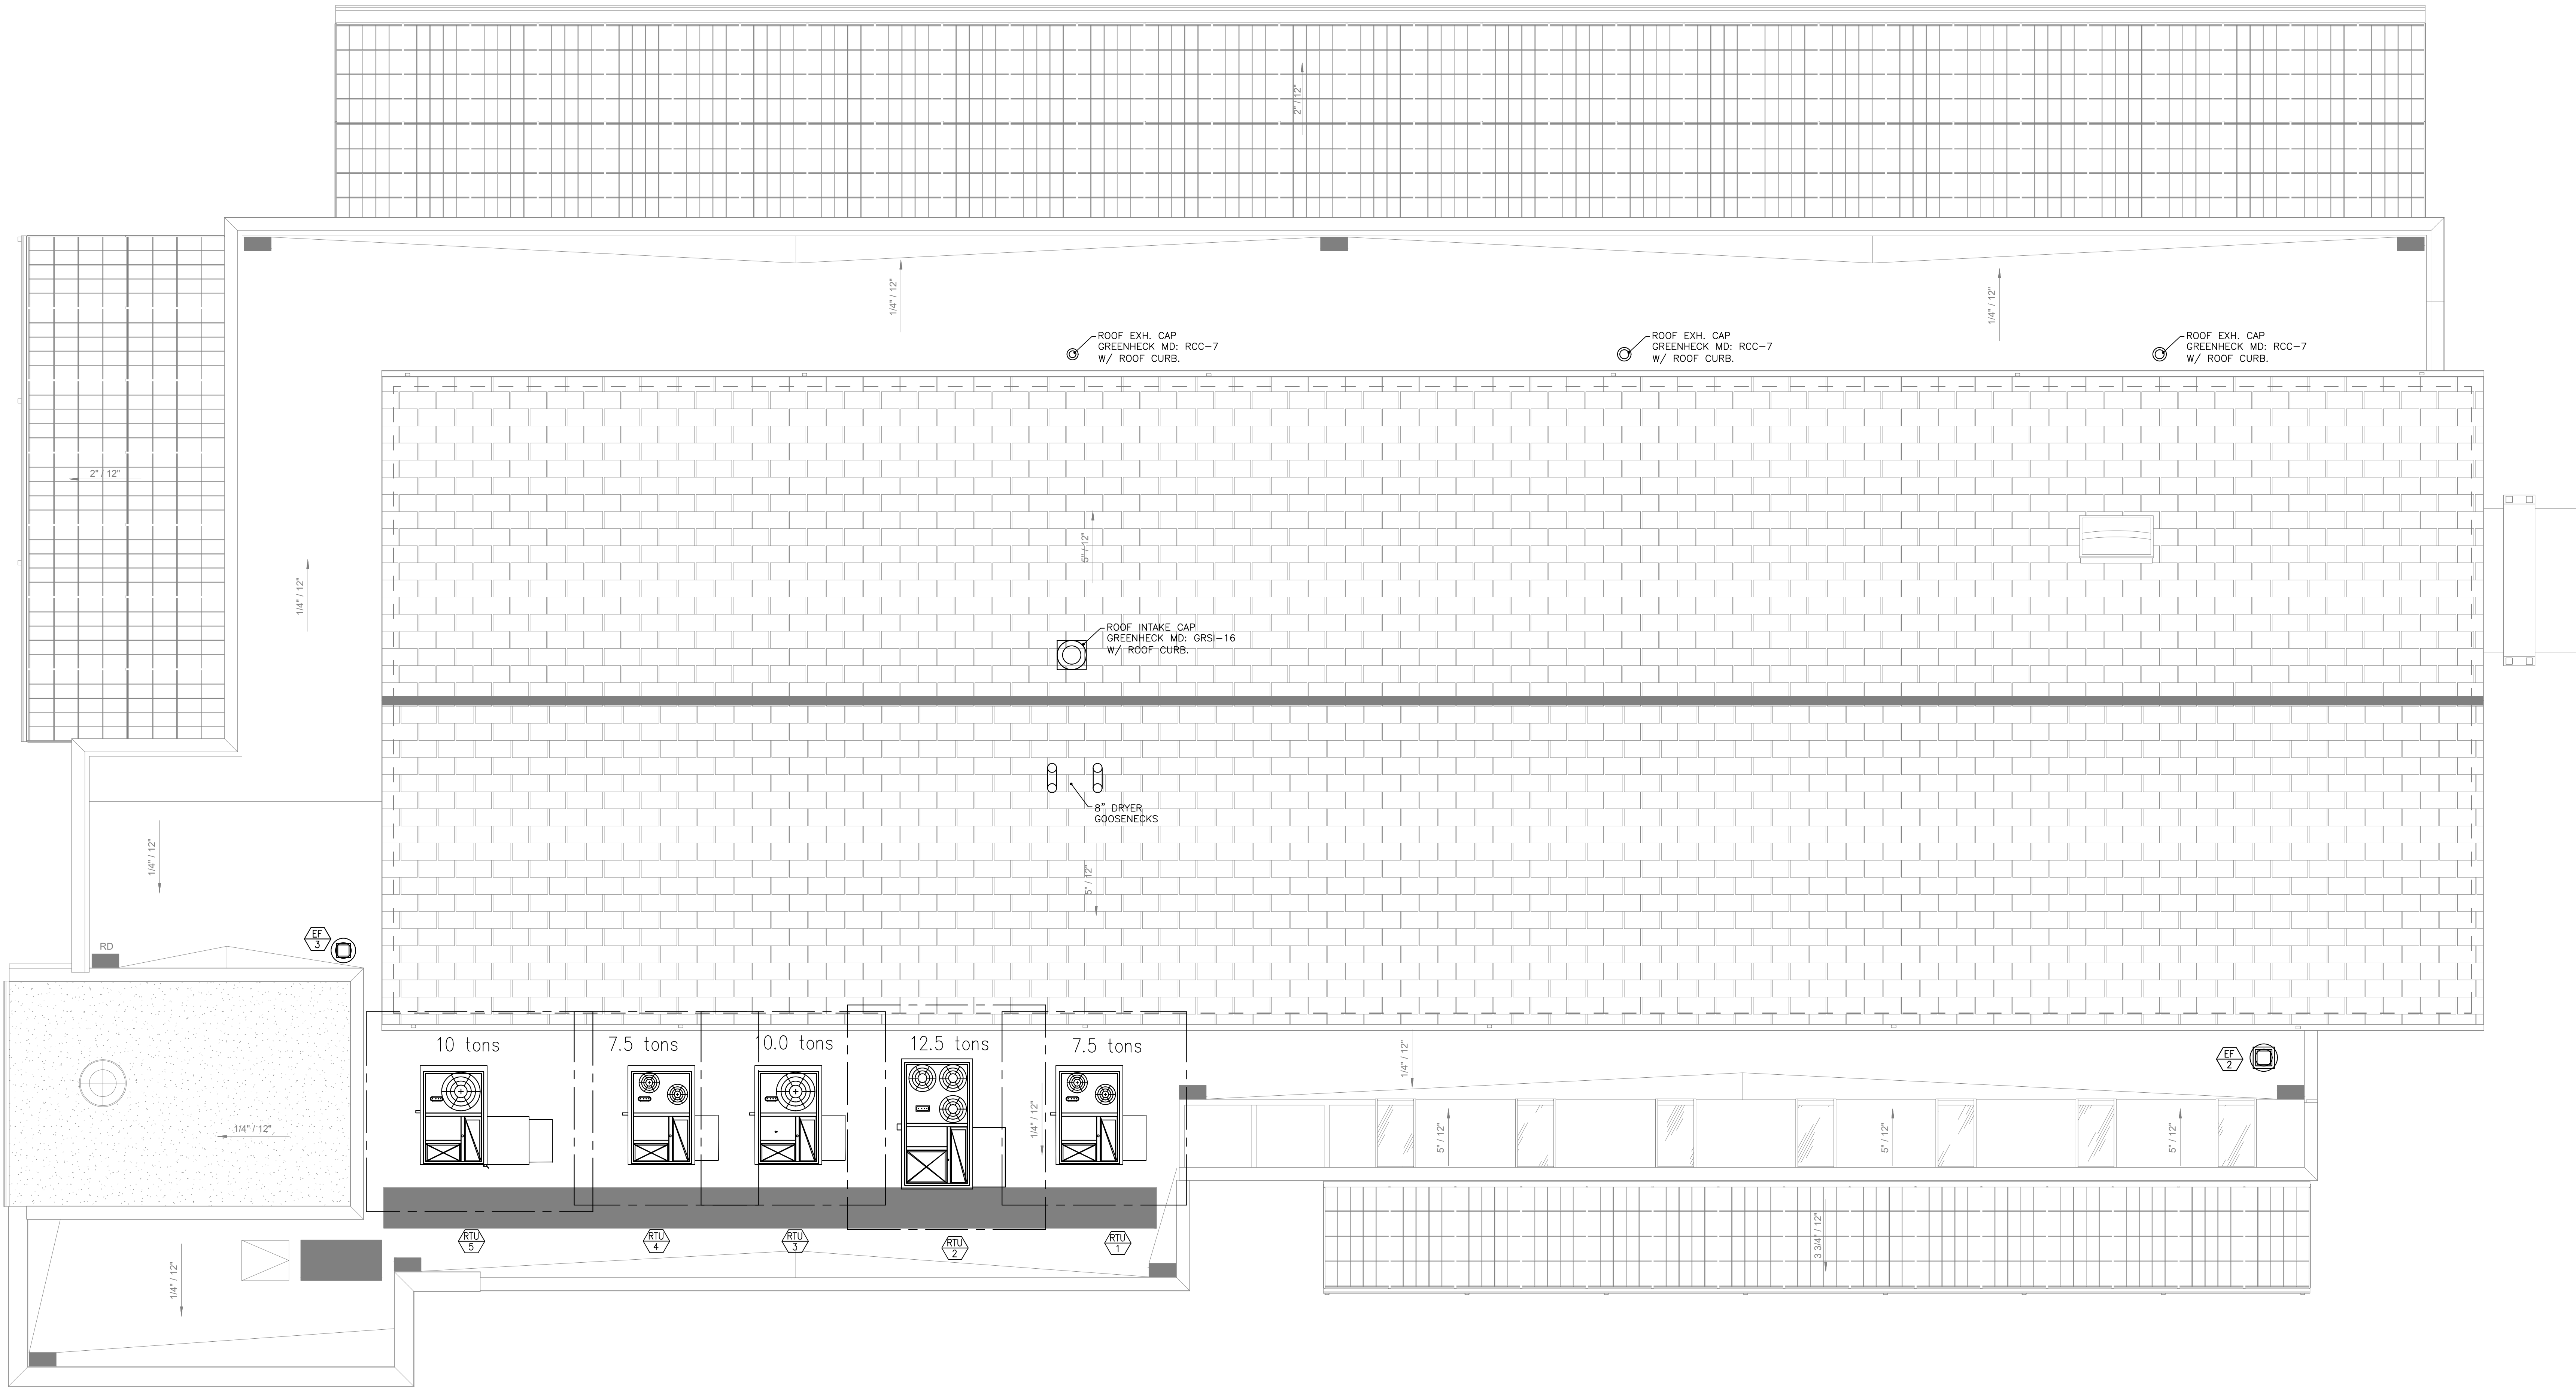 2" / 12"
1/4" / 12"
1/4" / 12"
ROOF EXH. CAP
GREENHECK MD: RCC-7
W/ ROOF CURB.
ROOF EXH. CAP
GREENHECK MD: RCC-7
W/ ROOF CURB.
ROOF EXH. CAP
GREENHECK MD: RCC-7
W/ ROOF CURB.
2" / 12"
5" / 12"
1/4" / 12"
ROOF INTAKE CAP
GREENHECK MD: GRSI-16
W/ ROOF CURB.
8" DRYER
GOOSENECKS
1/4" / 12"
5" / 12"
EF
3
RD
10 tons
7.5 tons
10.0 tons
12.5 tons
7.5 tons
1/4" / 12"
EF
2
1/4" / 12"
1/4" / 12"
5" / 12"
5" / 12"
5" / 12"
RTU
5
RTU
4
RTU
3
RTU
2
RTU
1
3 3/4" / 12"
1/4" / 12"